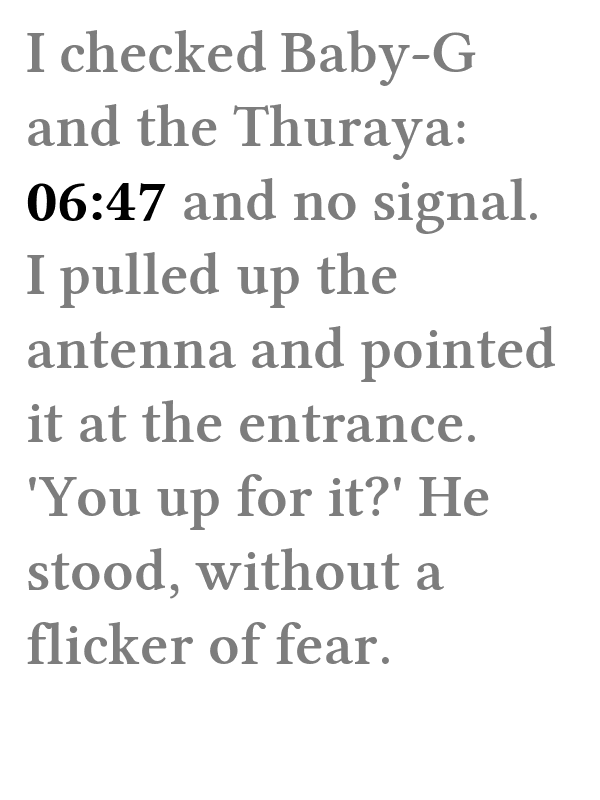 I checked Baby-G
and the Thuraya:
06:47 and no signal.
I pulled up the
antenna and pointed
it at the entrance.
'You up for it?' He
stood, without a
flicker of fear.